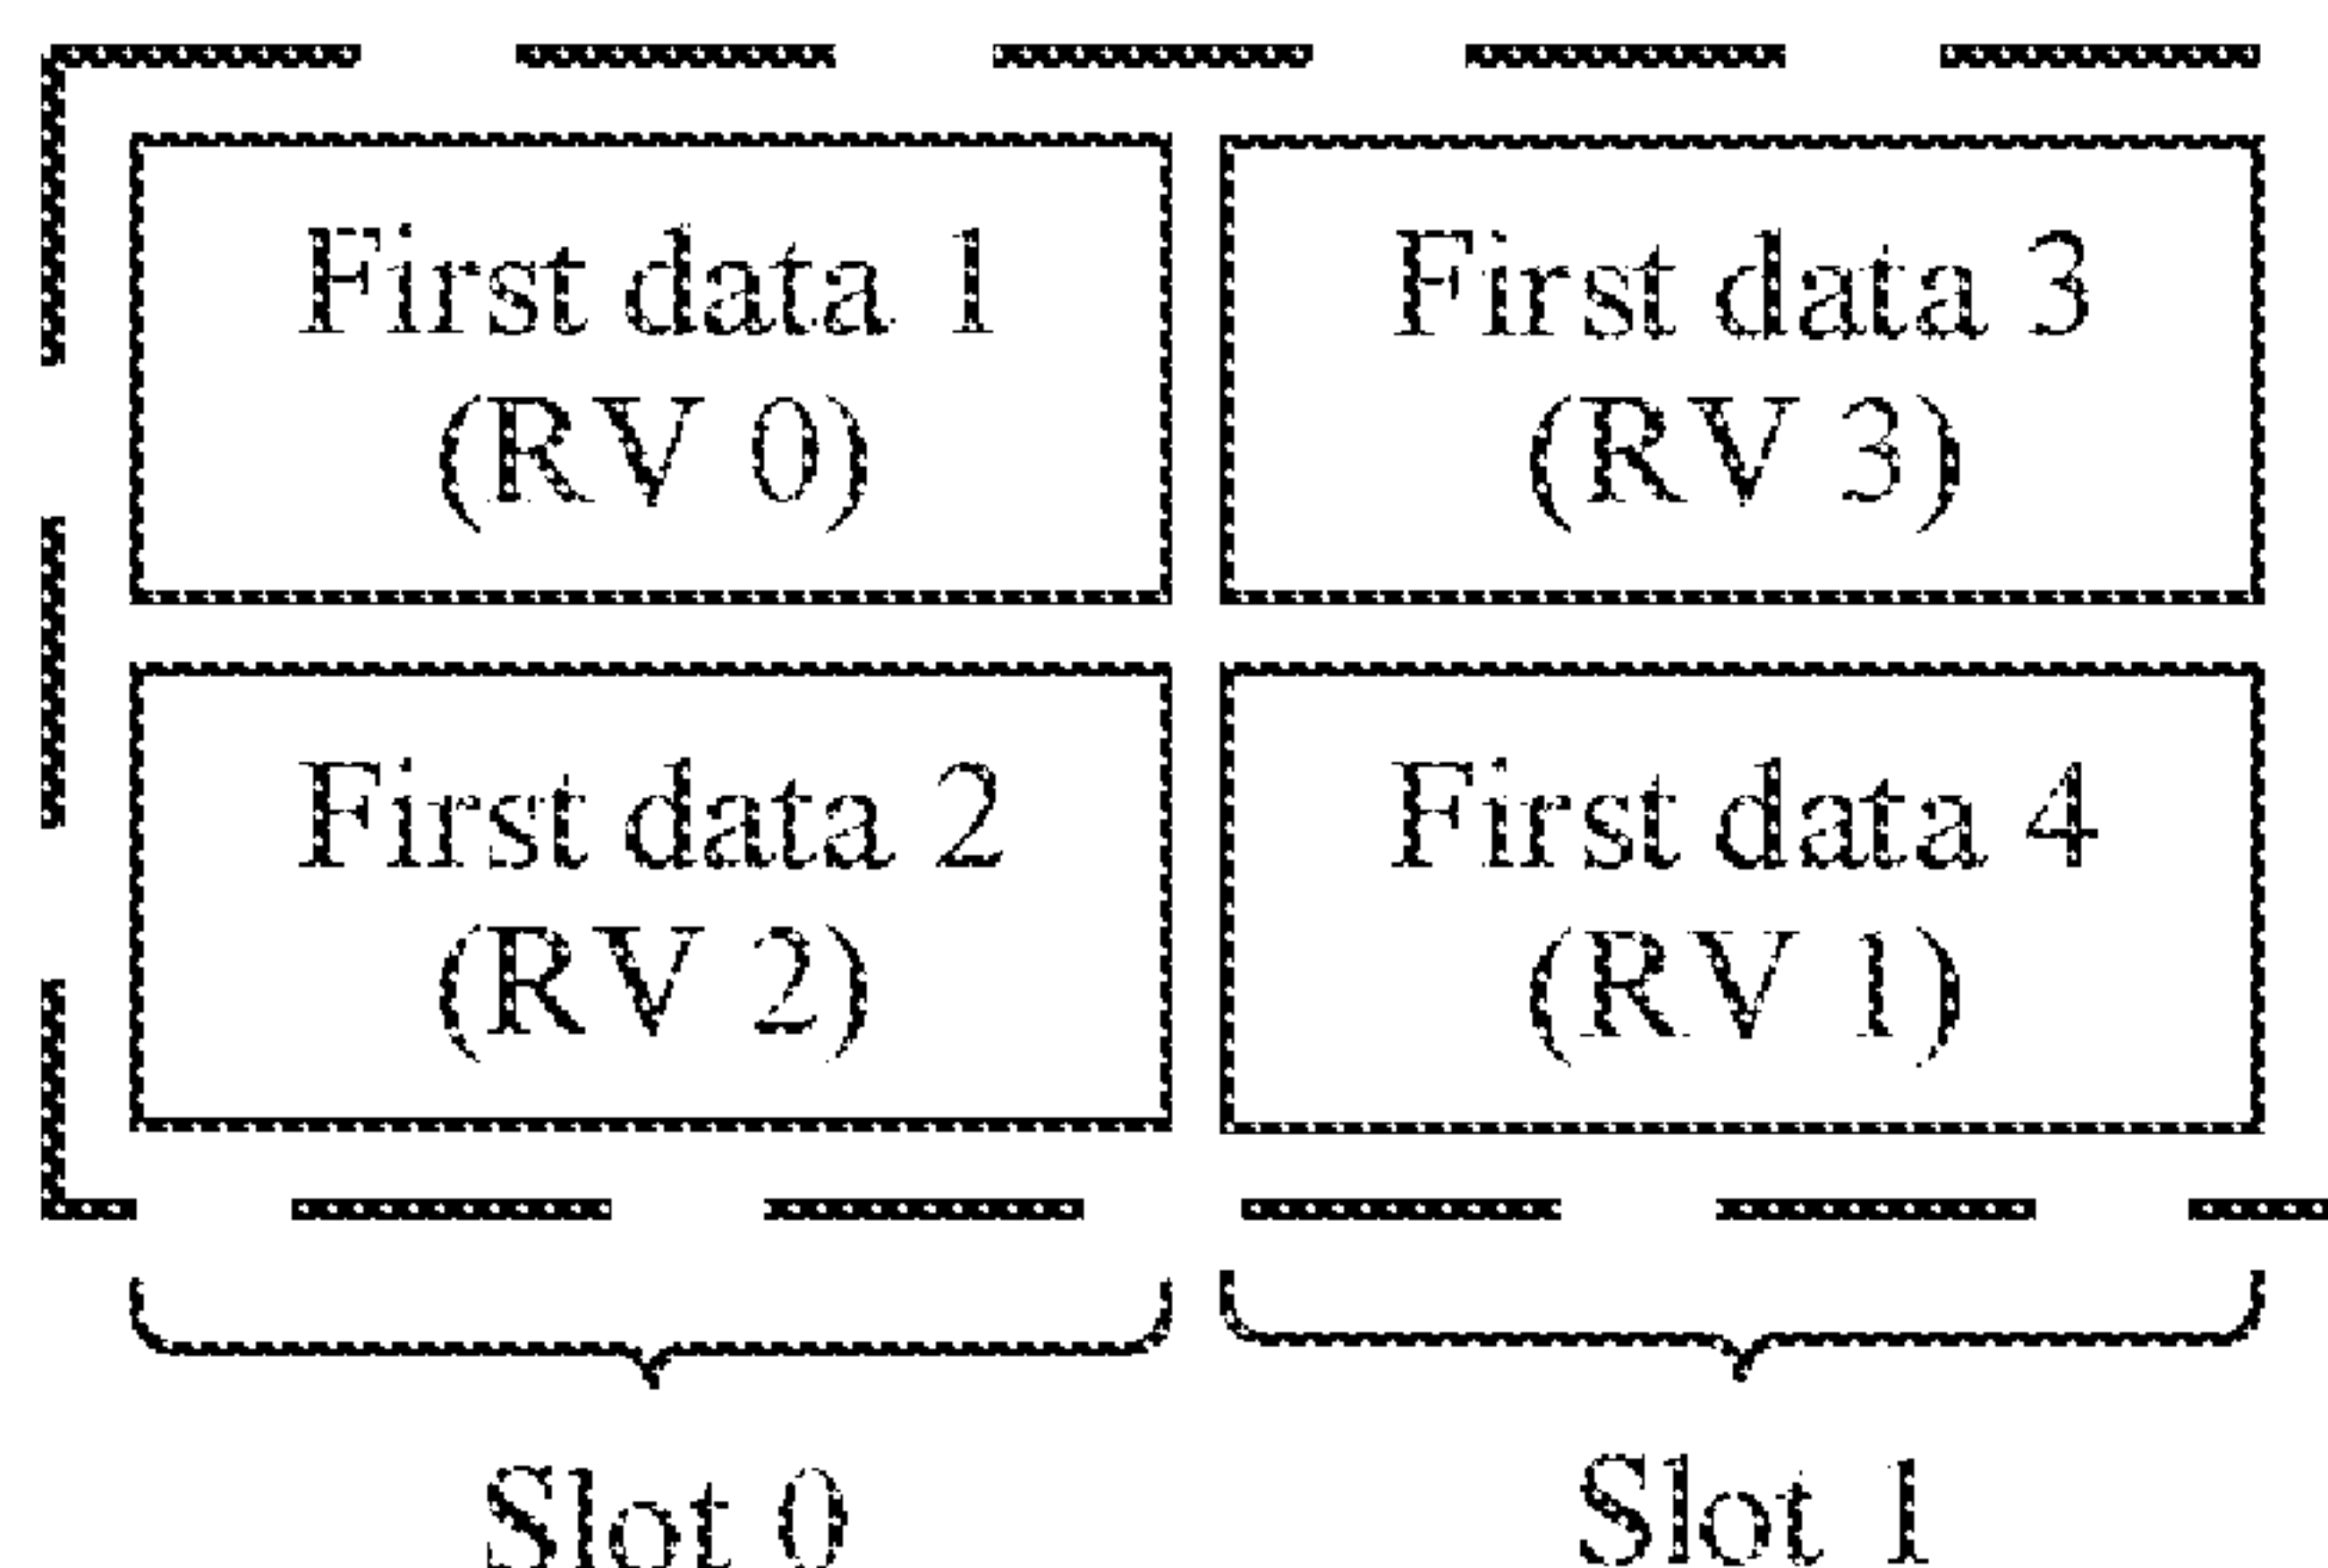 First data 1
(RV 0)
First data 3
(RV 3)
First data 2
(RV 2)
First data 4
(RV 1)
Slot 0
Slot 1